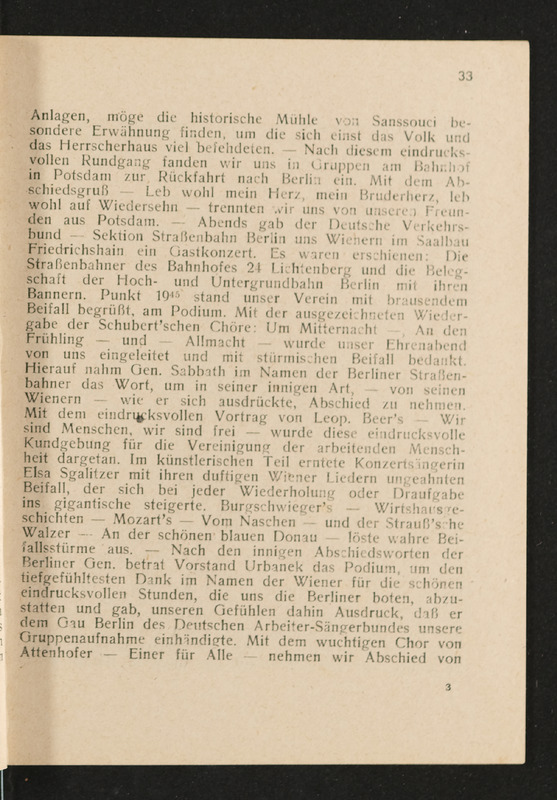 33
Anlagen, möge die historische Mühle von Sanssouci be-
sondere Erwähnung finden, um die sich einst das Volk und
das Herrscherhaus viel befehdeten. — Nach diesem eindrucks-
vollen Rundgang fanden wir uns in Gruppen am Bahnhof
in Potsdam zur Rückfahrt nach Berlin ein. Mit dem Ab-
schiedsgruß — Leb wohl mein Herz, mein Bruderherz, leb
wohl auf Wiedersehn — trennten wir uns von unseren Freun-
den aus Potsdam. — Abends gab der Deutsche Verkehrs-
bund — Sektion Straßenbahn Berlin uns Wienern im Saalbau
Friedrichshain ein Gastkonzert. Es waren erschienen: Die
Straßenbahner des Bahnhofes 24 Lichtenberg und die Beleg-
schaft der Hoch- und Untergrundbahn Berlin mit ihren
Bannern. Punkt 19⁴⁵ stand unser Verein mit brausendem
Beifall begrüßt, am Podium. Mit der ausgezeichneten Wieder-
gabe der Schubert'schen Chöre: Um Mitternacht — An den
Frühling — und — Allmacht — wurde unser Ehrenabend
von uns eingeleitet und mit stürmischen Beifall bedankt.
Hierauf nahm Gen. Sabbath im Namen der Berliner Straßen-
bahner das Wort, um in seiner innigen Art, — von seinen
Wienern — wie er sich ausdrückte, Abschied zu nehmen.
Mit dem eindrucksvollen Vortrag von Leop. Beer's — Wir
sind Menschen, wir sind frei — wurde diese eindrucksvolle
Kundgebung für die Vereinigung der arbeitenden Mensch-
heit dargetan. Im künstlerischen Teil erntete Konzertsängerin
Elsa Sgalitzer mit ihren duftigen Wiener Liedern ungeahnten
Beifall, der sich bei jeder Wiederholung oder Draufgabe
ins gigantische steigerte. Burgschwieger's — Wirtshausge-
schichten — Mozart's — Vom Naschen — und der Strauß'sche
Walzer — An der schönen blauen Donau — löste wahre Bei-
fallsstürme aus. — Nach den innigen Abschiedsworten der
Berliner Gen. betrat Vorstand Urbanek das Podium, um den
tiefgefühltesten Dank im Namen der Wiener für die schönen
eindrucksvollen Stunden, die uns die Berliner boten, abzu-
statten und gab, unseren Gefühlen dahin Ausdruck, daß er
dem Gau Berlin des Deutschen Arbeiter-Sängerbundes unsere
Gruppenaufnahme einhändigte. Mit dem wuchtigen Chor von
Attenhofer — Einer für Alle — nehmen wir Abschied von
3